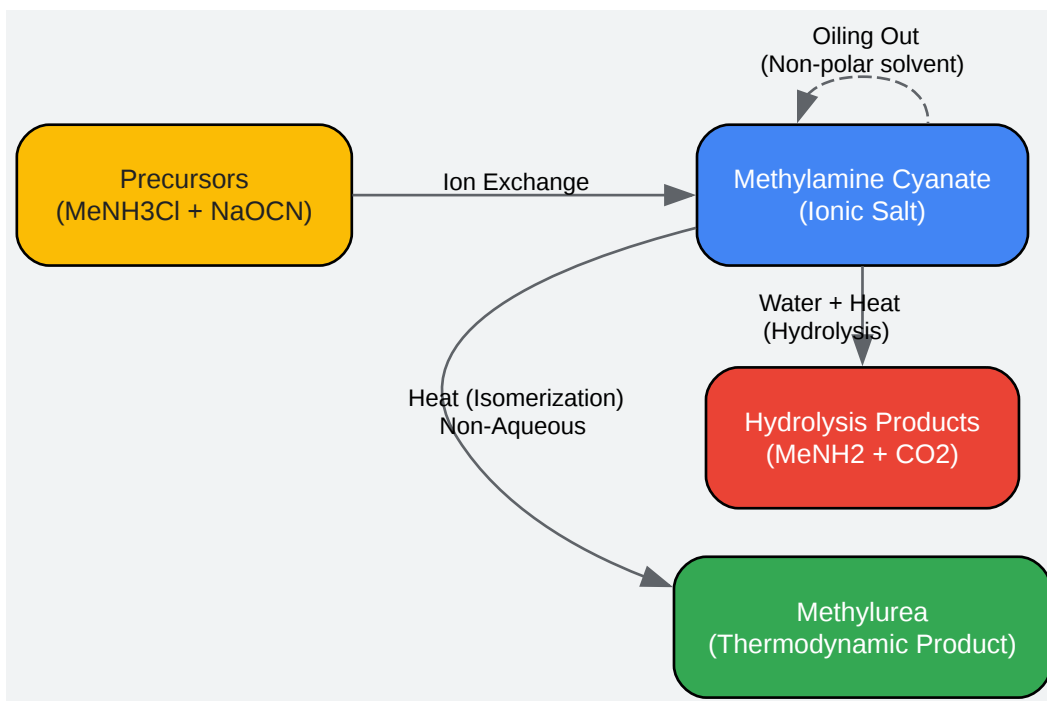 Oiling Out
(Non-polar solvent)
Precursors
(MeNH3Cl + NaOCN)
Ion Exchange
Methylamine Cyanate
(Ionic Salt)
Water + Heat
(Hydrolysis)
Heat (Isomerization)
Non-Aqueous
Hydrolysis Products
(MeNH2 + CO2)
Methylurea
(Thermodynamic Product)